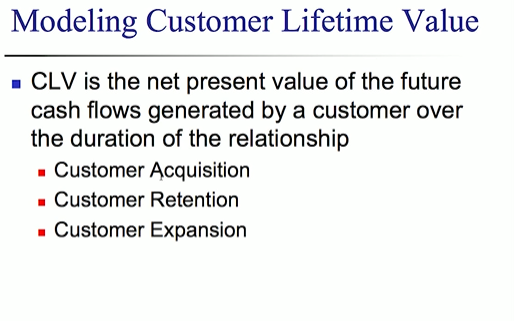 Modeling Customer Lifetime Value
CLV is the net present value of the future
cash flows generated by a customer over
the duration of the relationship
Customer Acquisition
Customer Retention
Customer Expansion